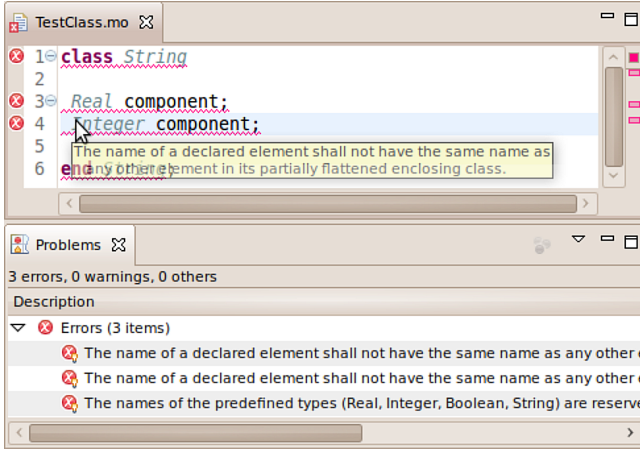 TestClass.mo
1 class String
2
3 Real component;
4 Integer component;
5
The name of a declared element shall not have the same name as
any other element in its partially flattened enclosing class.
6 end String;
Problems
3 errors, 0 warnings, 0 others
Description
Errors (3 items)
The name of a declared element shall not have the same name as any other
The name of a declared element shall not have the same name as any other
The names of the predefined types (Real, Integer, Boolean, String) are reserve